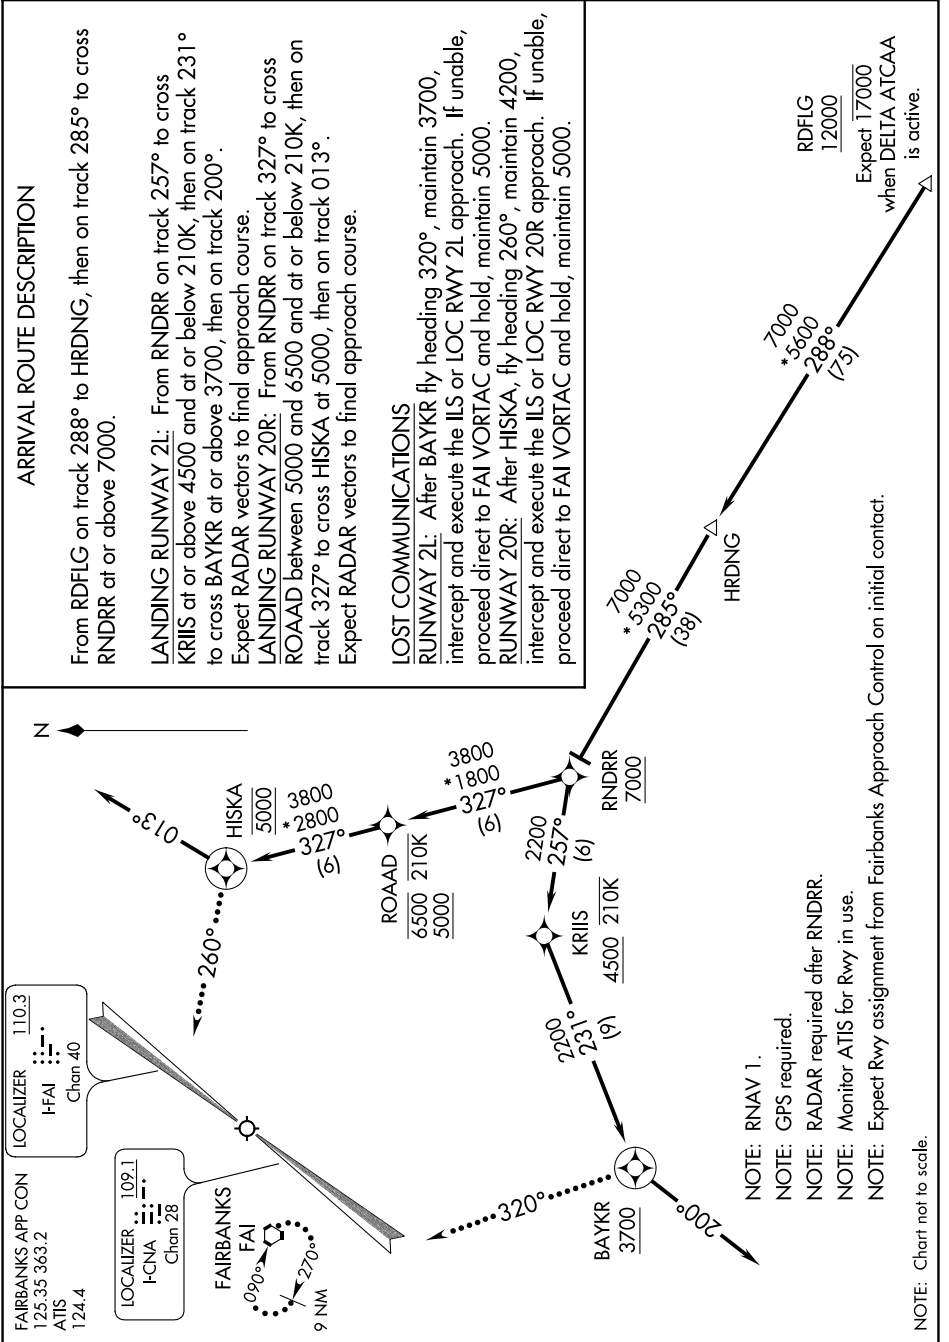 ARRIVAL ROUTE DESCRIPTION
From RDFLG on track 288° to HRDNG, then on track 285° to cross
RNDRR at or above 7000.
LANDING RUNWAY 2L: From RNDRR on track 257° to cross
KRIIS at or above 4500 and at or below 210K, then on track 231°
to cross BAYKR at or above 3700, then on track 200°.
Expect RADAR vectors to final approach course.
LANDING RUNWAY 20R: From RNDRR on track 327° to cross
ROAAD between 5000 and 6500 and at or below 210K, then on
track 327° to cross HISKA at 5000, then on track 013°.
Expect RADAR vectors to final approach course.
LOST COMMUNICATIONS
RUNWAY 2L: After BAYKR fly heading 320°, maintain 3700,
intercept and execute the ILS or LOC RWY 2L approach. If unable,
proceed direct to FAI VORTAC and hold, maintain 5000.
RUNWAY 20R: After HISKA, fly heading 260°, maintain 4200,
intercept and execute the ILS or LOC RWY 20R approach. If unable,
proceed direct to FAI VORTAC and hold, maintain 5000.
FAIRBANKS APP CON
125.35 363.2
ATIS
124.4
LOCALIZER 110.3
I-FAI
Chan 40
LOCALIZER 109.1
I-CNA
Chan 28
FAIRBANKS
FAI
090°
270°
9 NM
N
013°
HISKA
5000
260°
3800
*2800
327°
(6)
ROAAD
6500 210K
5000
3800
*1800
327°
(6)
RNDRR
7000
2200
257°
(6)
KRIIS
4500 210K
2200
231°
(9)
BAYKR
3700
320°
200°
7000
*5300
285°
(38)
HRDNG
7000
*5600
288°
(75)
RDFLG
12000
Expect 17000
when DELTA ATCAA
is active.
NOTE: RNAV 1.
NOTE: GPS required.
NOTE: RADAR required after RNDRR.
NOTE: Monitor ATIS for Rwy in use.
NOTE: Expect Rwy assignment from Fairbanks Approach Control on initial contact.
NOTE: Chart not to scale.